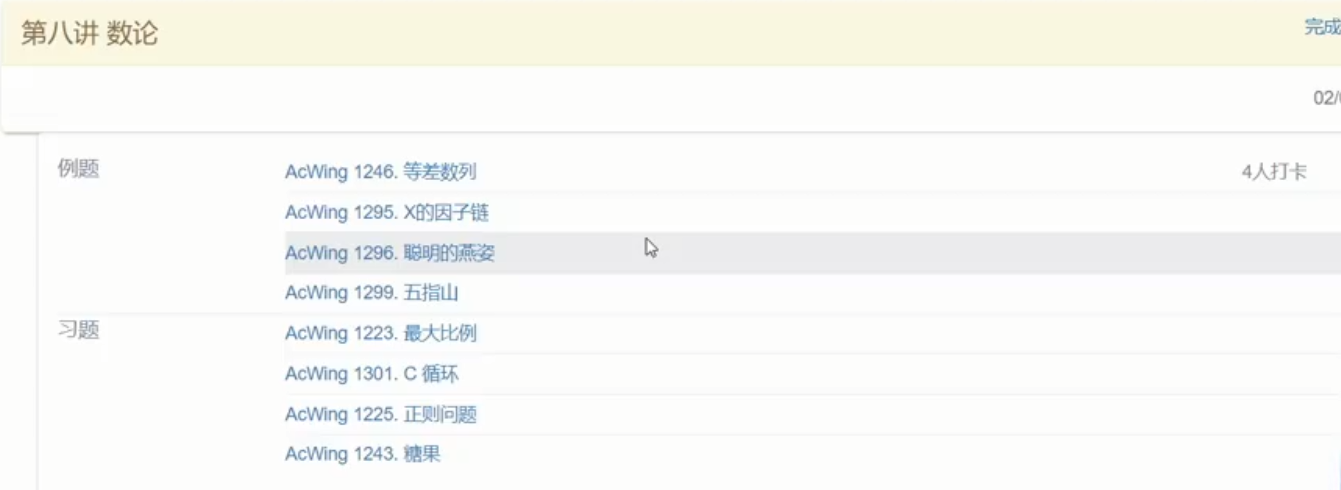 第八讲 数论
完成
02/
例题
AcWing 1246. 等差数列
4人打卡
AcWing 1295. X的因子链
AcWing 1296. 聪明的燕姿
AcWing 1299. 五指山
习题
AcWing 1223. 最大比例
AcWing 1301. C 循环
AcWing 1225. 正则问题
AcWing 1243. 糖果